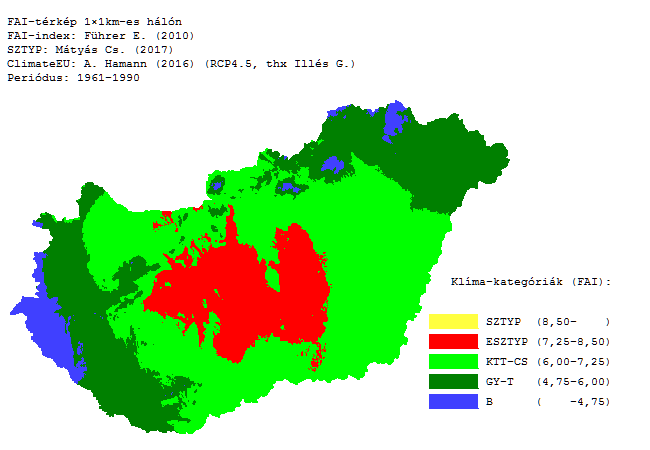 FAI-térkép 1×1km-es hálón
FAI-index: Führer E. (2010)
SZTYP: Mátyás Cs. (2017)
ClimateEU: A. Hamann (2016) (RCP4.5, thx Illés G.)
Periódus: 1961-1990
Klíma-kategóriák (FAI):
SZTYP (8,50- )
ESZTYP (7,25-8,50)
KTT-CS (6,00-7,25)
GY-T (4,75-6,00)
B ( -4,75)